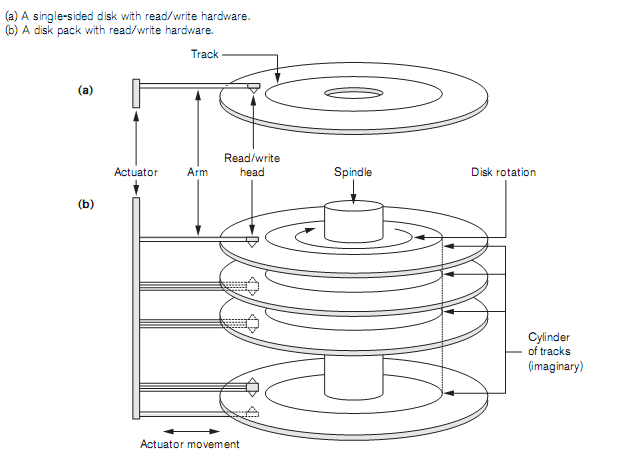 (a) A single-sided disk with read/write hardware.
(b) A disk pack with read/write hardware.
Track
(a)
Read/write
head
Actuator
Arm
Spindle
Disk rotation
(b)
Cylinder
of tracks
(imaginary)
Actuator movement